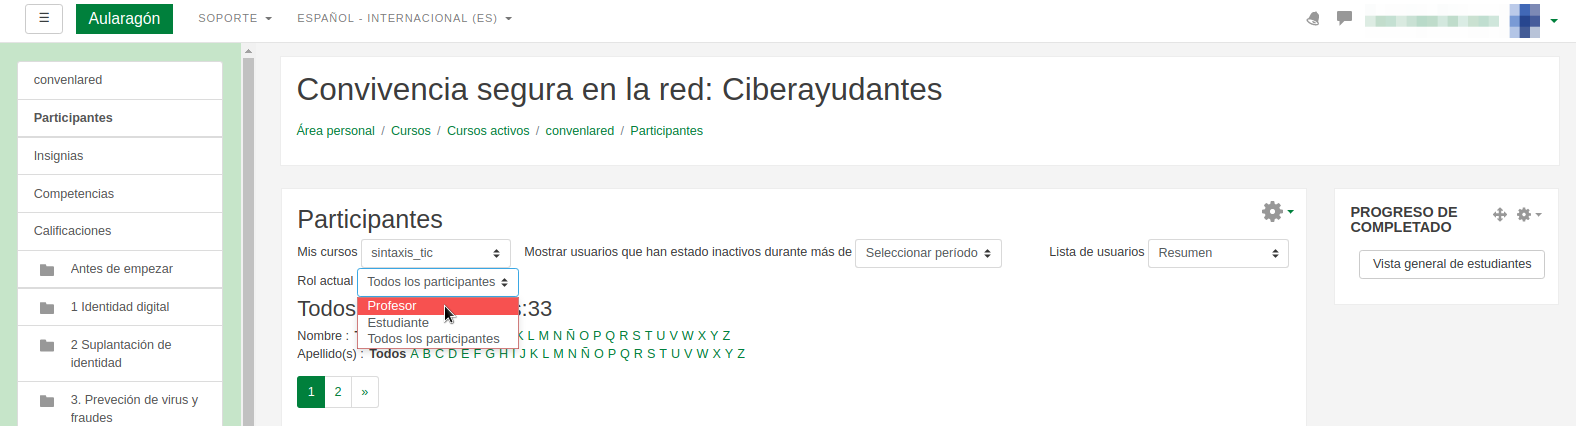 ☰ Aularagón SOPORTE ESPAÑOL - INTERNACIONAL (ES)
convenlared
Participantes
Insignias
Competencias
Calificaciones
Antes de empezar
1 Identidad digital
2 Suplantación de
identidad
3. Preveción de virus y
fraudes
Convivencia segura en la red: Ciberayudantes
Área personal / Cursos / Cursos activos / convenlared / Participantes
Participantes
Mis cursos sintaxis_tic Mostrar usuarios que han estado inactivos durante más de Seleccionar período Lista de usuarios Resumen
Rol actual Todos los participantes
Profesor
Estudiante
Todos los participantes
Todos :33
Nombre : K L M N Ñ O P Q R S T U V W X Y Z
Apellido(s) : Todos A B C D E F G H I J K L M N Ñ O P Q R S T U V W X Y Z
1 2 »
PROGRESO DE
COMPLETADO
Vista general de estudiantes